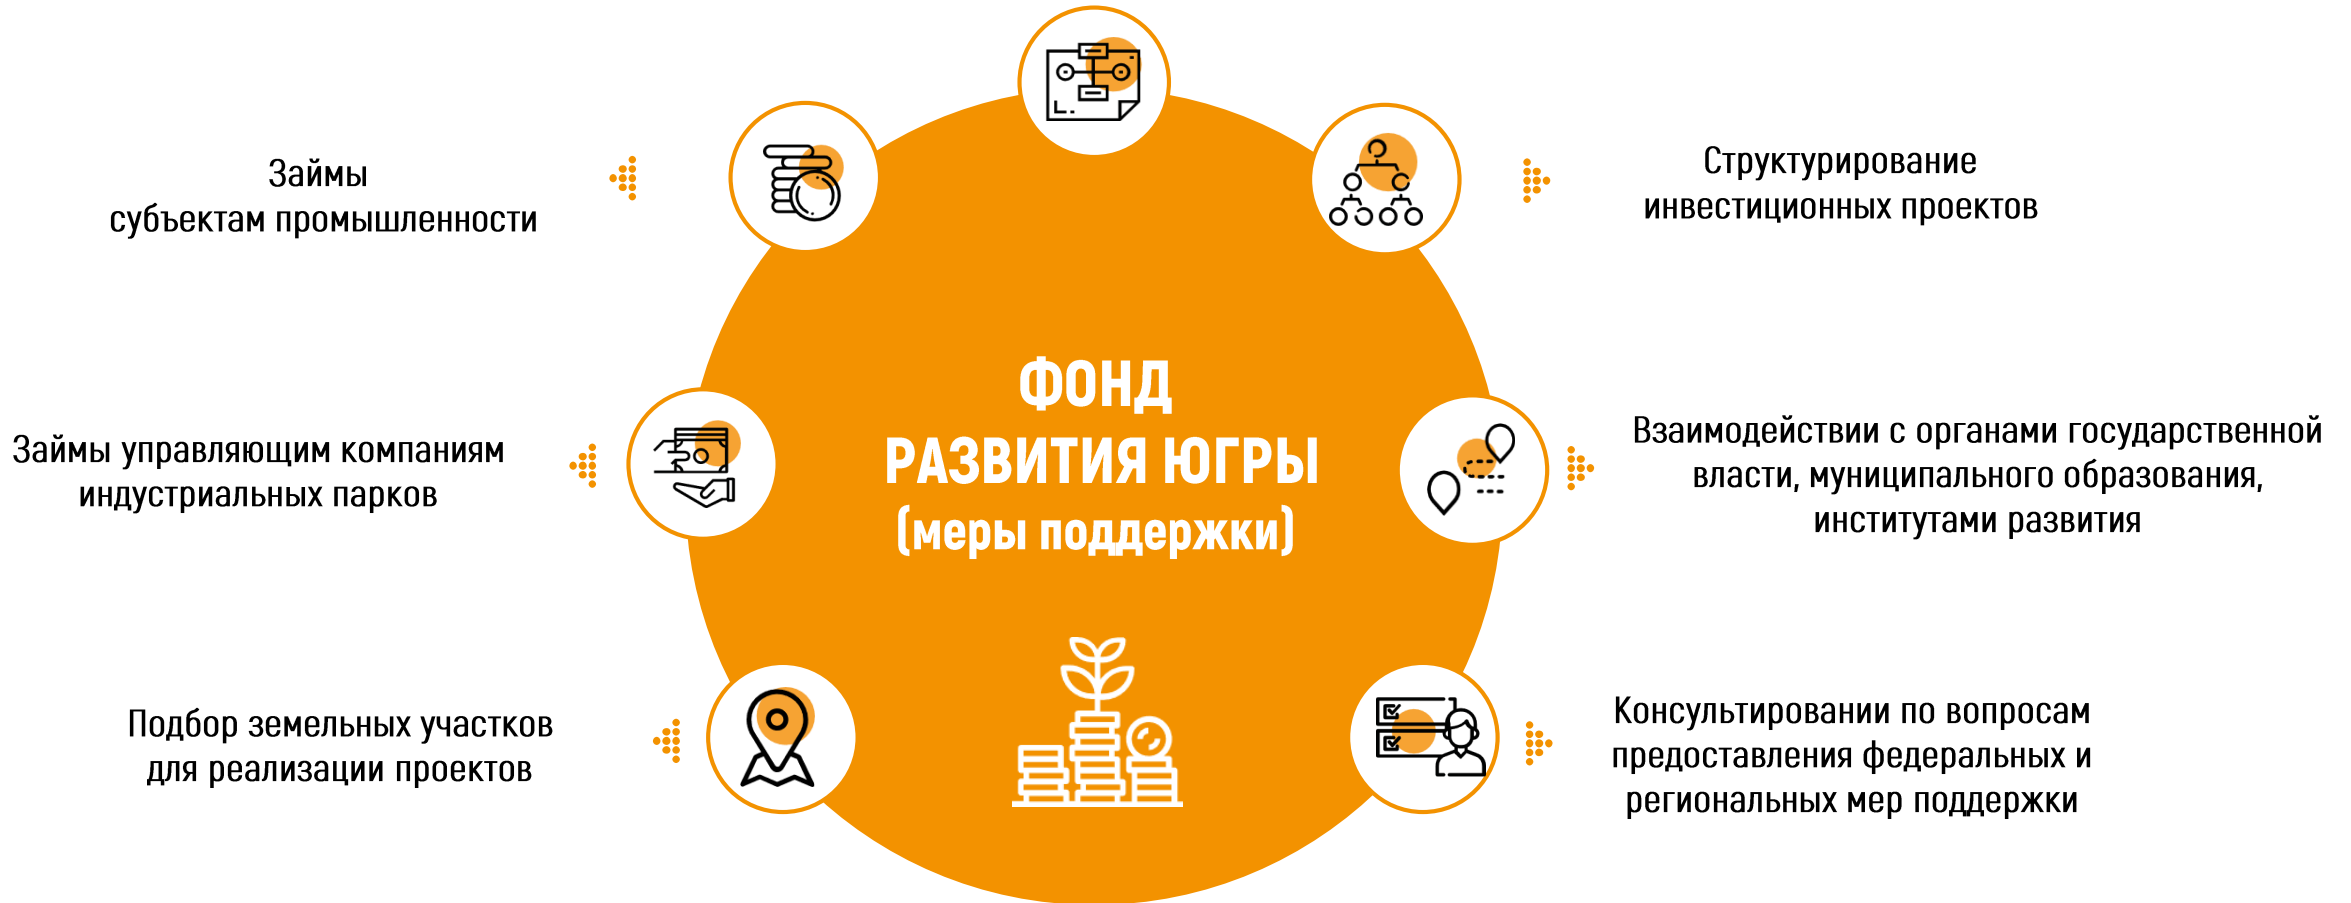 Займы
субъектам промышленности
Займы управляющим компаниям
индустриальных парков
Подбор земельных участков
для реализации проектов
ФОНД
РАЗВИТИЯ ЮГРЫ
(меры поддержки)
Структурирование
инвестиционных проектов
Взаимодействии с органами государственной
власти, муниципального образования,
институтами развития
Консультировании по вопросам
предоставления федеральных и
региональных мер поддержки